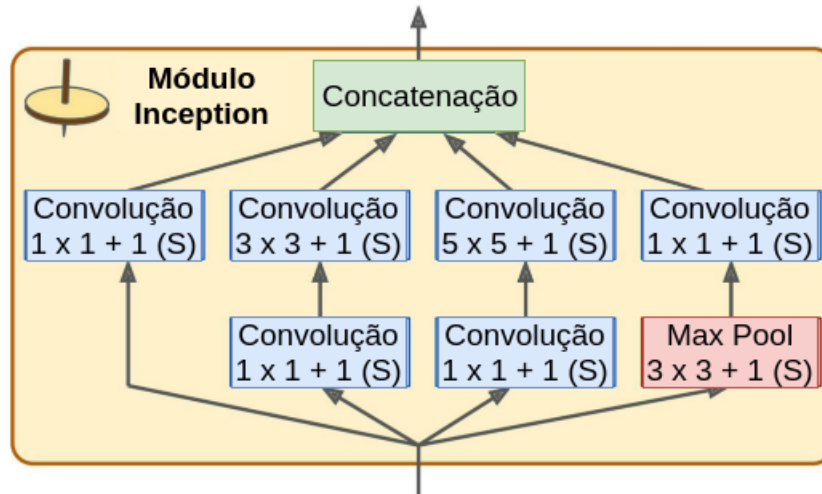 Módulo
Inception
Concatenação
Convolução
1 x 1 + 1 (S)
Convolução
3 x 3 + 1 (S)
Convolução
5 x 5 + 1 (S)
Convolução
1 x 1 + 1 (S)
Convolução
1 x 1 + 1 (S)
Convolução
1 x 1 + 1 (S)
Max Pool
3 x 3 + 1 (S)